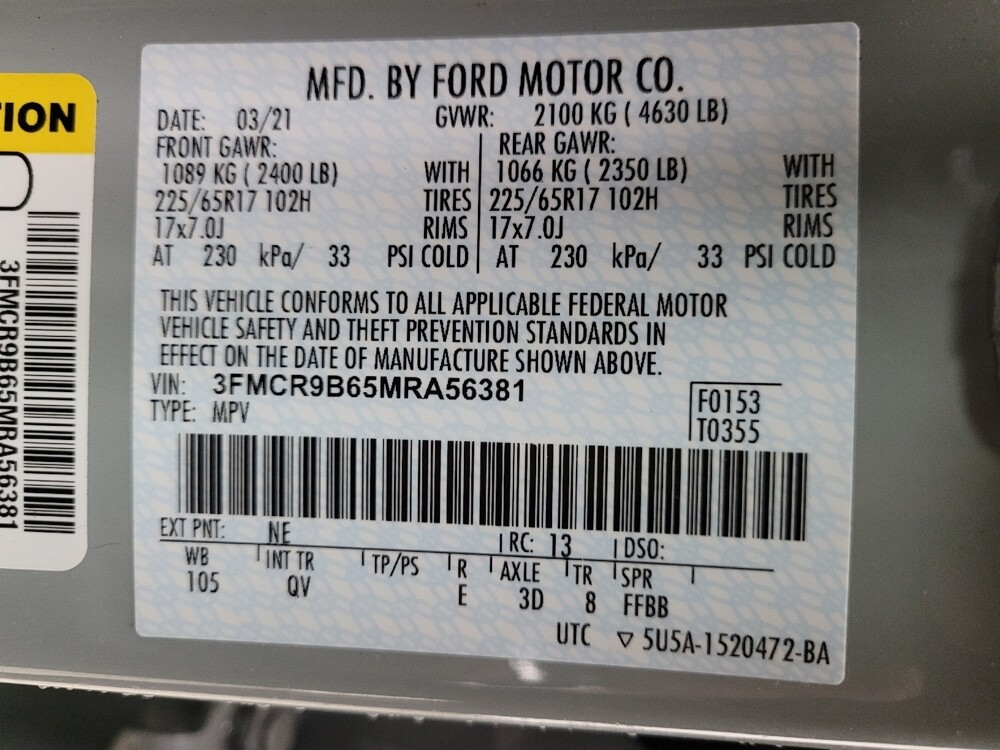 MFD. BY FORD MOTOR CO.
DATE: 03/21 GVWR: 2100 KG ( 4630 LB)
FRONT GAWR: REAR GAWR:
1089 KG ( 2400 LB) WITH 1066 KG ( 2350 LB) WITH
225/65R17 102H TIRES 225/65R17 102H TIRES
17x7.0J RIMS 17x7.0J RIMS
AT 230 kPa/ 33 PSI COLD AT 230 kPa/ 33 PSI COLD
THIS VEHICLE CONFORMS TO ALL APPLICABLE FEDERAL MOTOR
VEHICLE SAFETY AND THEFT PREVENTION STANDARDS IN
EFFECT ON THE DATE OF MANUFACTURE SHOWN ABOVE.
VIN: 3FMCR9B65MRA56381
TYPE: MPV
F0153
T0355
EXT PNT: NE RC: 13 DSO:
WB INT TR TP/PS R AXLE TR SPR
105 QV E 3D 8 FFBB
UTC ▽ 5U5A-1520472-BA
TION
3FMCR9B65MRA56381